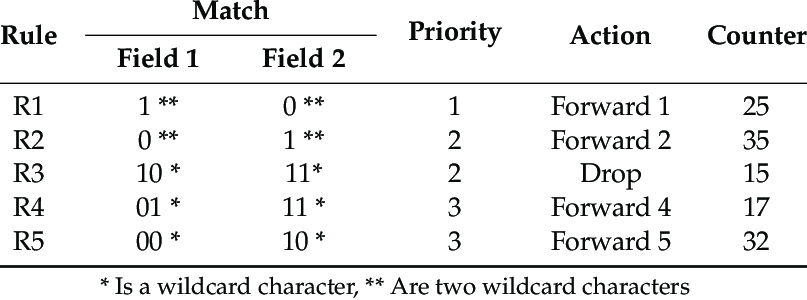 Rule Match Priority Action Counter
Field 1 Field 2
R1 1 ** 0 ** 1 Forward 1 25
R2 0 ** 1 ** 2 Forward 2 35
R3 10 * 11* 2 Drop 15
R4 01 * 11 * 3 Forward 4 17
R5 00 * 10 * 3 Forward 5 32
* Is a wildcard character, ** Are two wildcard characters